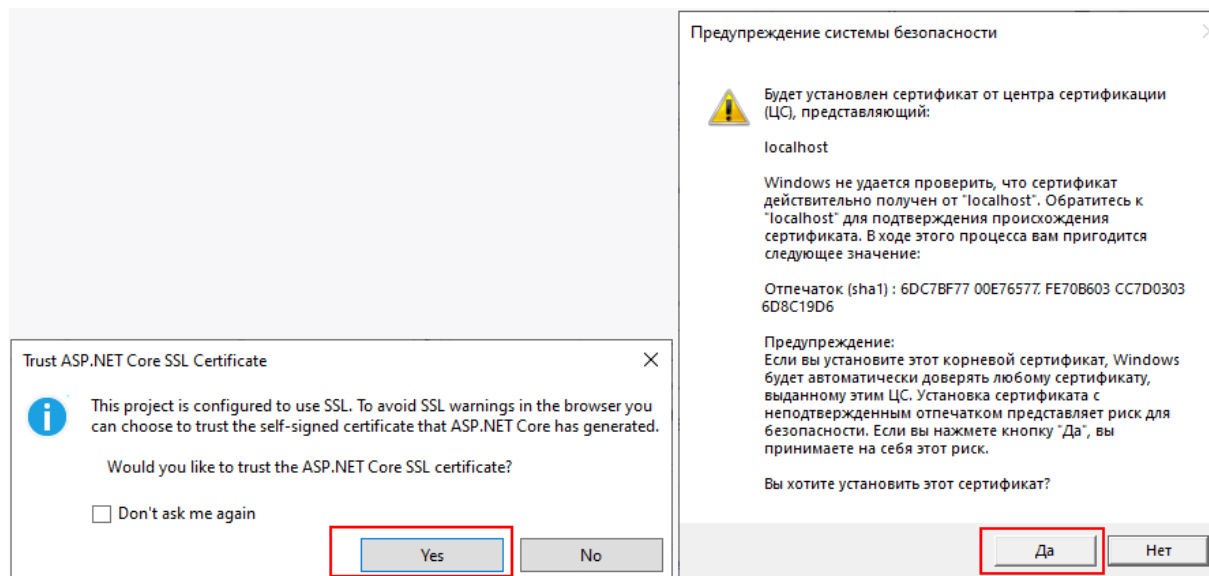 Trust ASP.NET Core SSL Certificate
This project is configured to use SSL. To avoid SSL warnings in the browser you
can choose to trust the self-signed certificate that ASP.NET Core has generated.
Would you like to trust the ASP.NET Core SSL certificate?
Don't ask me again
Yes
No
Предупреждение системы безопасности
Будет установлен сертификат от центра сертификации
(ЦС), представляющий:
localhost
Windows не удается проверить, что сертификат
действительно получен от "localhost". Обратитесь к
"localhost" для подтверждения происхождения
сертификата. В ходе этого процесса вам пригодится
следующее значение:
Отпечаток (sha1) : 6DC7BF77 00E76577 FE70B603 CC7D0303
6D8C19D6
Предупреждение:
Если вы установите этот корневой сертификат, Windows
будет автоматически доверять любому сертификату,
выданному этим ЦС. Установка сертификата с
неподтвержденным отпечатком представляет риск для
безопасности. Если вы нажмете кнопку "Да", вы
принимаете на себя этот риск.
Вы хотите установить этот сертификат?
Да
Нет